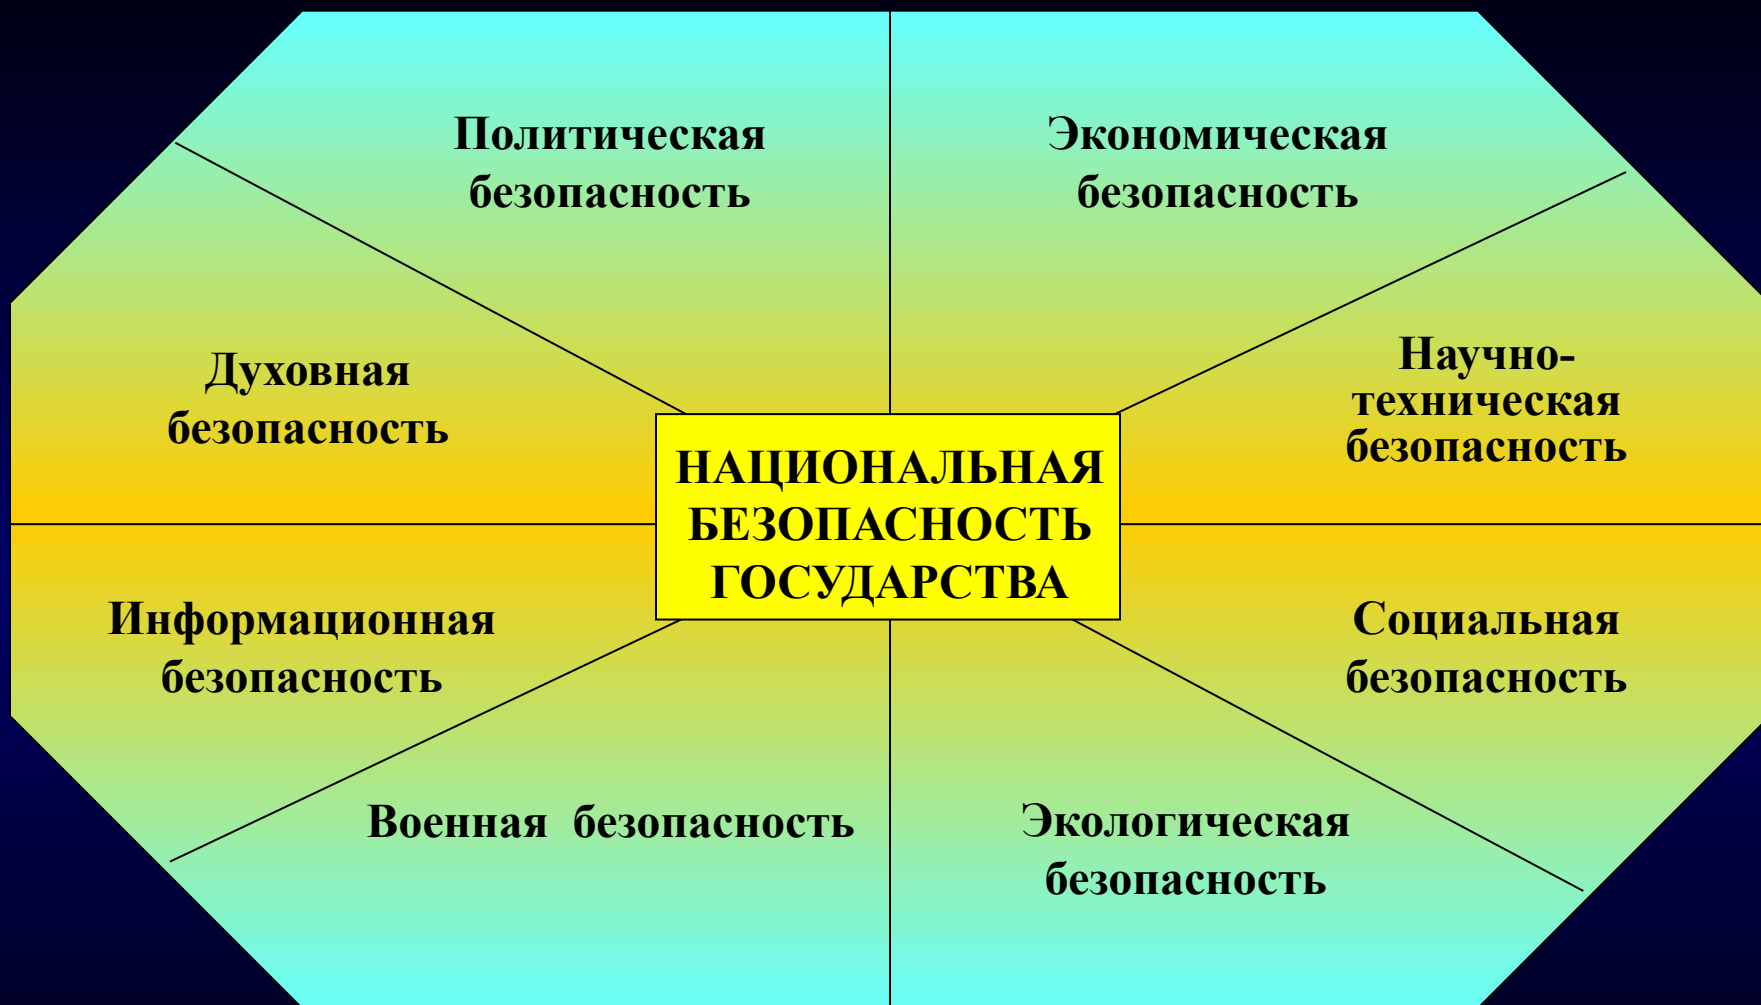 Политическая
безопасность
Экономическая
безопасность
Духовная
безопасность
Научно-
техническая
безопасность
НАЦИОНАЛЬНАЯ
БЕЗОПАСНОСТЬ
ГОСУДАРСТВА
Информационная
безопасность
Социальная
безопасность
Военная безопасность
Экологическая
безопасность